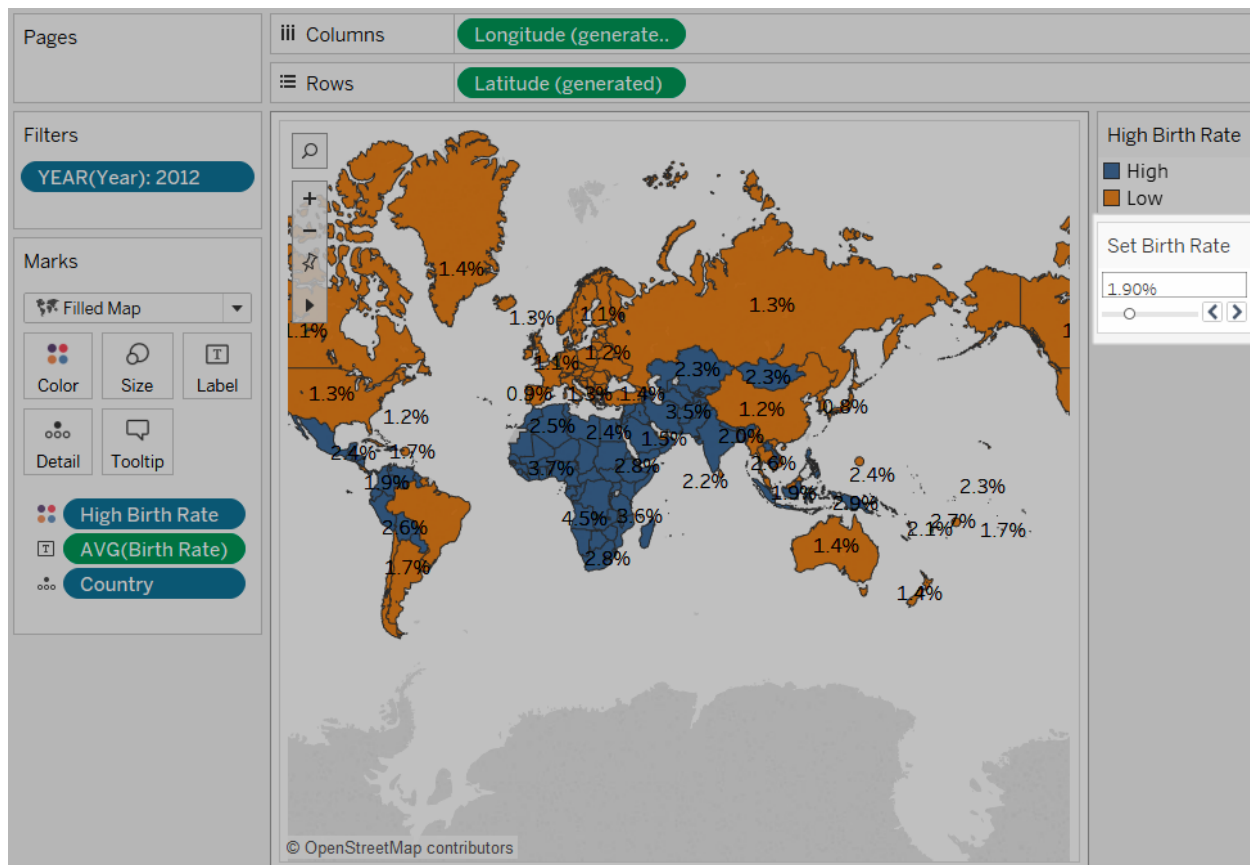 Pages
iii Columns
Longitude (generate..
Rows
Latitude (generated)
Filters
YEAR(Year): 2012
Marks
Filled Map
Color
Size
Label
Detail
Tooltip
High Birth Rate
AVG(Birth Rate)
Country
High Birth Rate
High
Low
Set Birth Rate
1.90%
1.4%
1.3%
1.3%
1.1%
1.1%
1.2%
1.1%
2.3%
2.3%
1.3%
0.9%
1.3%
1.4%
3.5%
1.2%
0.8%
1.2%
2.5%
2.4%
1.5%
2.0%
2.4%
1.7%
3.7%
2.8%
2.6%
2.4%
1.9%
2.2%
1.9%
2.3%
2.9%
2.6%
4.5%
3.6%
2.1%
2.7%
1.7%
1.7%
2.8%
1.4%
1.4%
© OpenStreetMap contributors